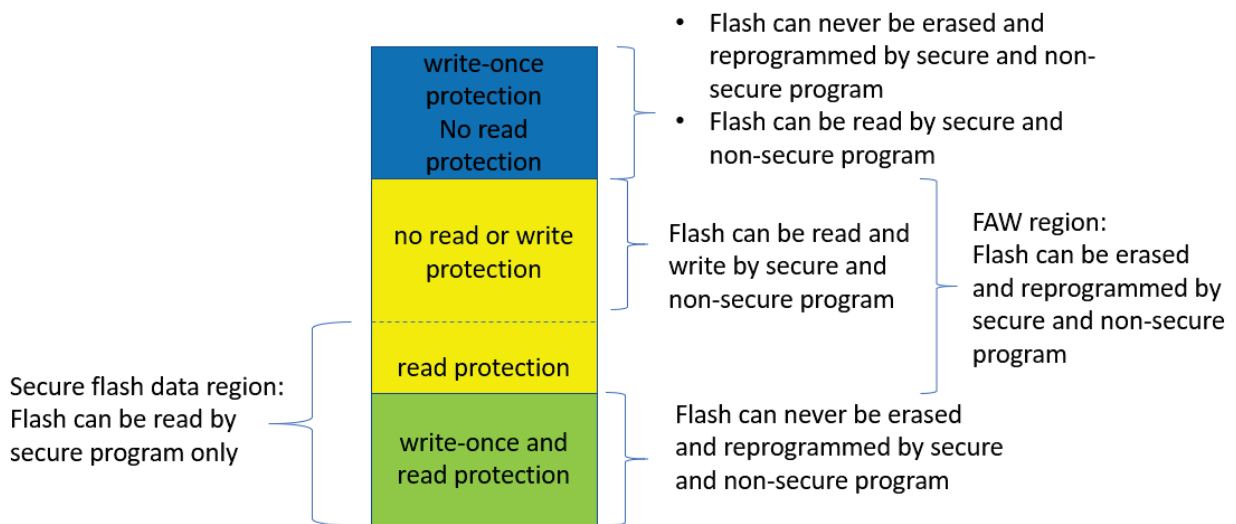 write-once
protection
No read
protection
• Flash can never be erased and
reprogrammed by secure and non-
secure program
• Flash can be read by secure and
non-secure program
no read or write
protection
Flash can be read and
write by secure and
non-secure program
FAW region:
Flash can be erased
and reprogrammed by
secure and non-secure
program
read protection
Secure flash data region:
Flash can be read by
secure program only
write-once and
read protection
Flash can never be erased
and reprogrammed by secure
and non-secure program